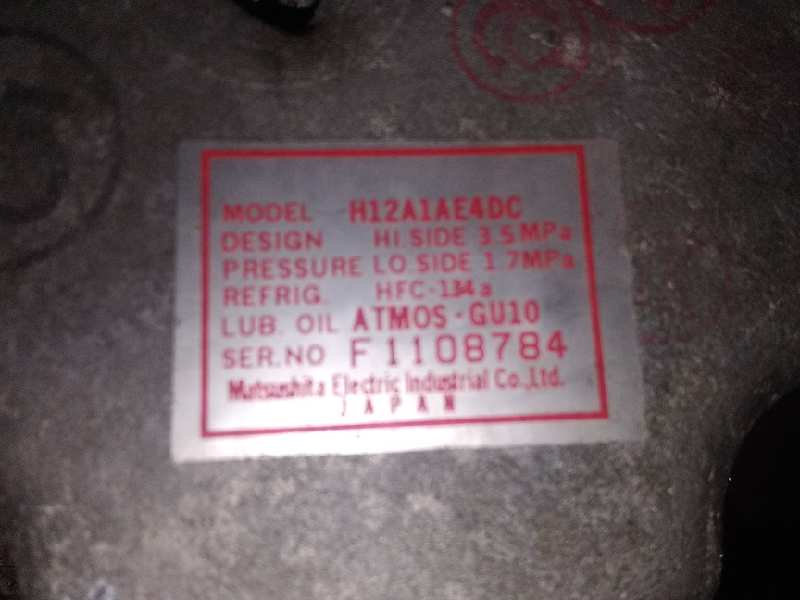 MODEL H12A1AE4DC
DESIGN HI.SIDE 3.5MPa
PRESSURE LO.SIDE 1.7MPa
REFRIG. HFC-134a
LUB. OIL ATMOS-GU10
SER.NO F1108784
Matsushita Electric Industrial Co.,Ltd.
JAPAN